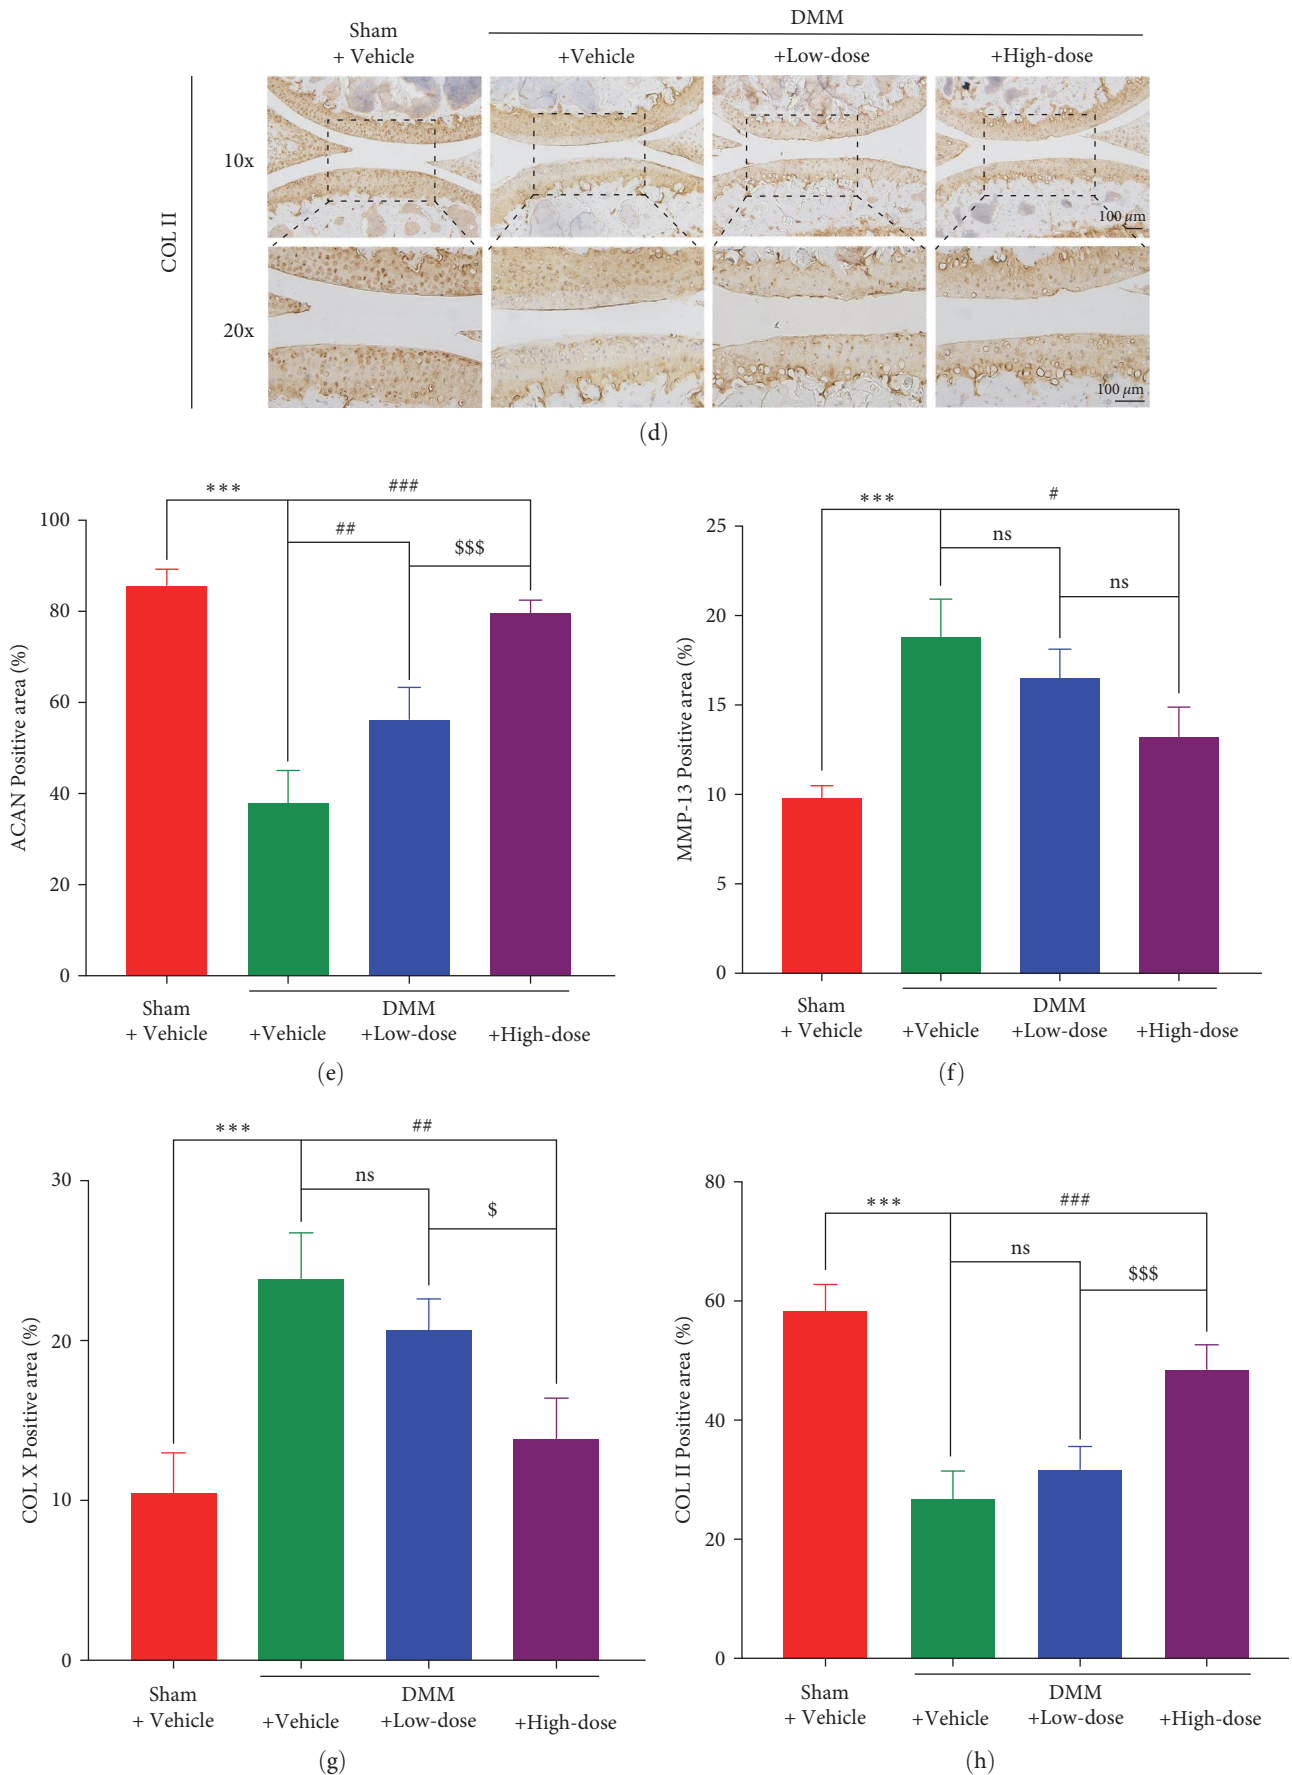 DMM
Sham
+ Vehicle
+Vehicle
+Low-dose
+High-dose
COL II
10x
100 µm
20x
100 µm
(d)
***
###
##
$$$
100
80
60
40
20
0
ACAN Positive area (%)
Sham
+ Vehicle
DMM
+Vehicle
+Low-dose
+High-dose
(e)
***
#
ns
ns
25
20
15
10
5
0
MMP-13 Positive area (%)
Sham
+ Vehicle
DMM
+Vehicle
+Low-dose
+High-dose
(f)
***
##
ns
$
30
20
10
0
COL X Positive area (%)
Sham
+ Vehicle
DMM
+Vehicle
+Low-dose
+High-dose
(g)
***
###
ns
$$$
80
60
40
20
0
COL II Positive area (%)
Sham
+ Vehicle
DMM
+Vehicle
+Low-dose
+High-dose
(h)